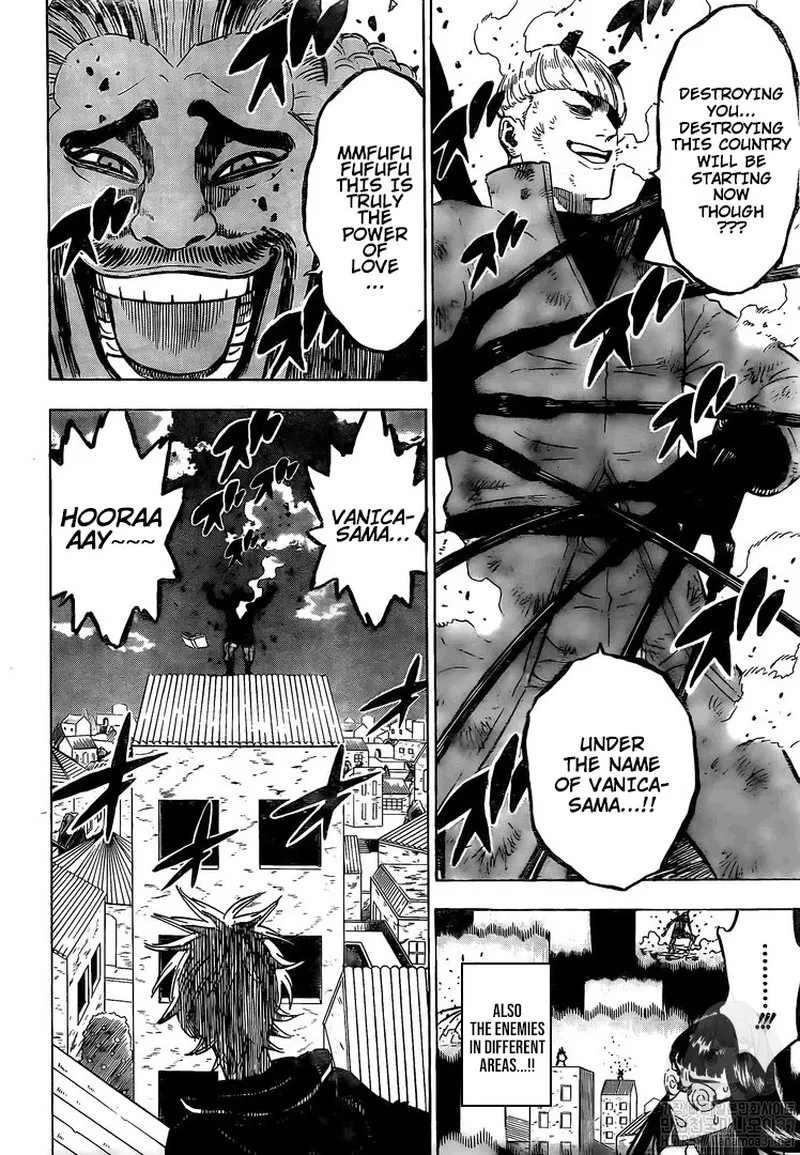 DESTROYING
YOU...
DESTROYING
THIS COUNTRY
WILL BE
STARTING
NOW
THOUGH
???
UNDER
THE NAME
OF VANICA-
SAMA...!!
.......!!!
ALSO
THE ENEMIES
IN DIFFERENT
AREAS...!!
MMFUFU
FUFUFU
THIS IS
TRULY
THE
POWER
OF
LOVE
...
VANICA-
SAMA...
HOORAA
AAY~~~